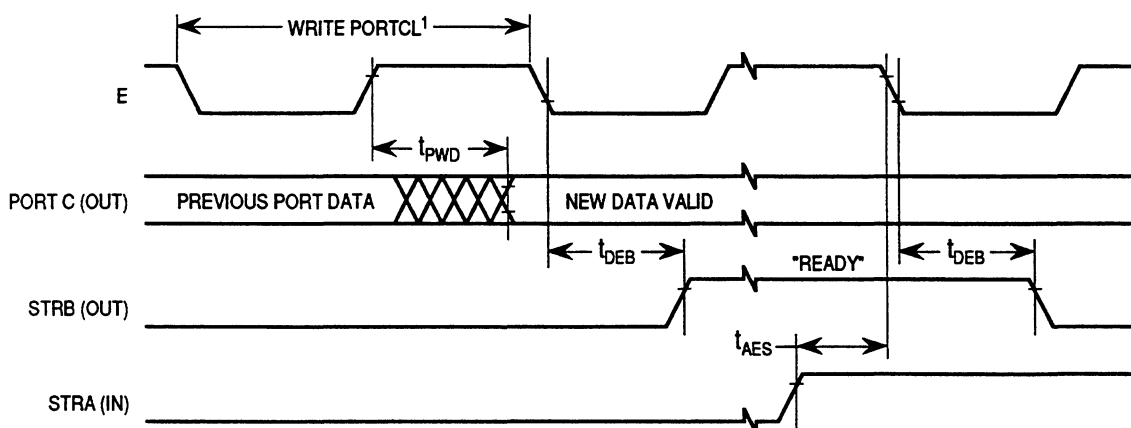 WRITE PORTCL1
E
tPWD
PORT C (OUT)
PREVIOUS PORT DATA
NEW DATA VALID
tDEB
"READY"
tDEB
STRB (OUT)
tAES
STRA (IN)